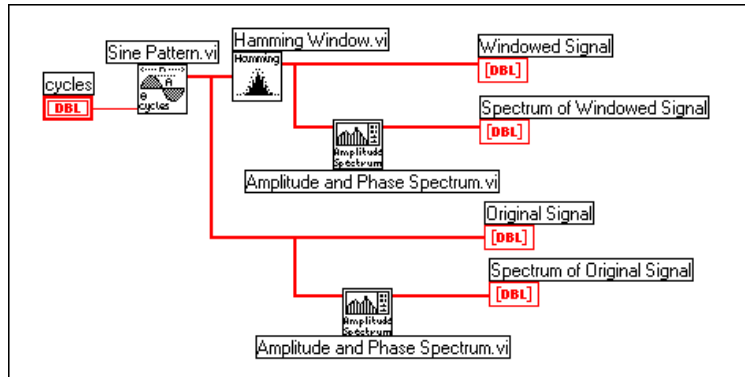 Sine Pattern.vi
Hamming Window.vi
Windowed Signal
cycles
n
A
θ
cycles
Hamming
[DBL]
DBL
Spectrum of Windowed Signal
[DBL]
Amplitude
Spectrum
Amplitude and Phase Spectrum.vi
Original Signal
[DBL]
Spectrum of Original Signal
[DBL]
Amplitude
Spectrum
Amplitude and Phase Spectrum.vi